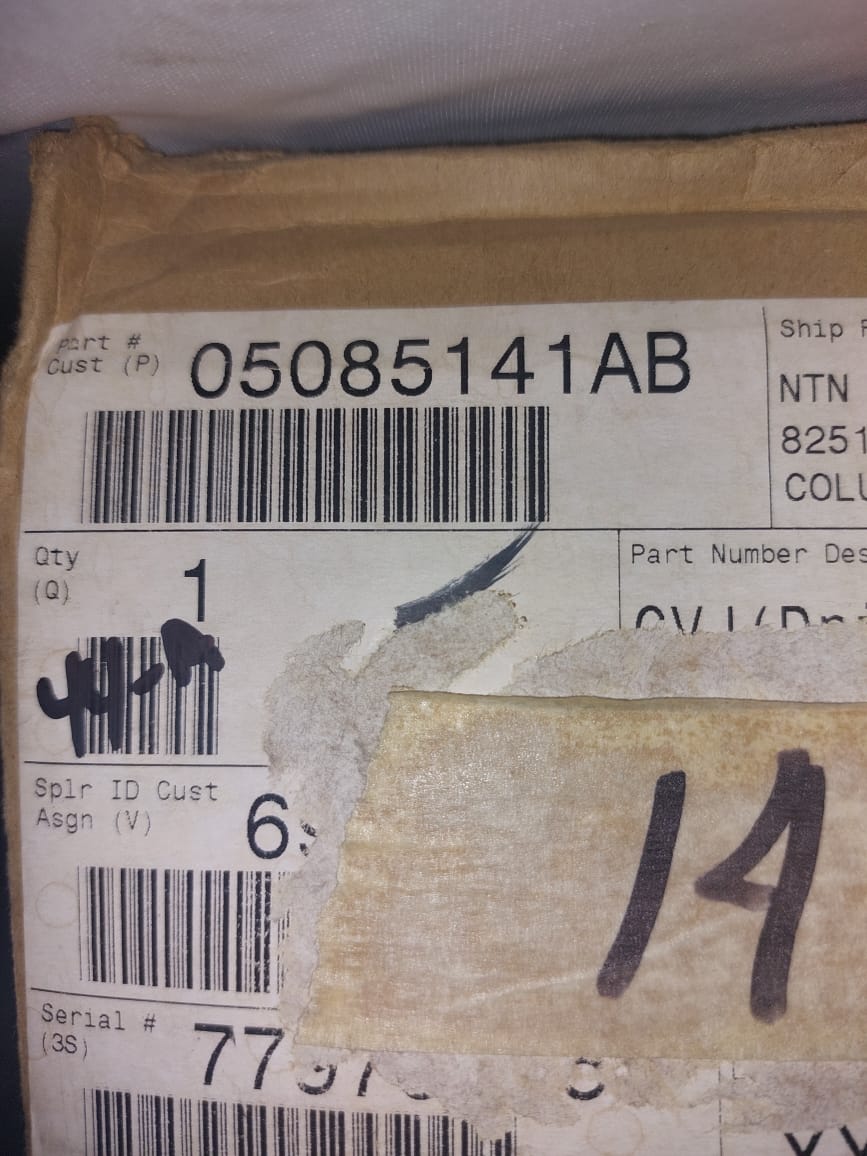 Part #
Cust (P)
05085141AB
Ship
NTN
8251
COLU
Qty
(Q)
1
Part Number Des
Splr ID Cust
Asgn (V)
6
Serial #
(3S)
77
14